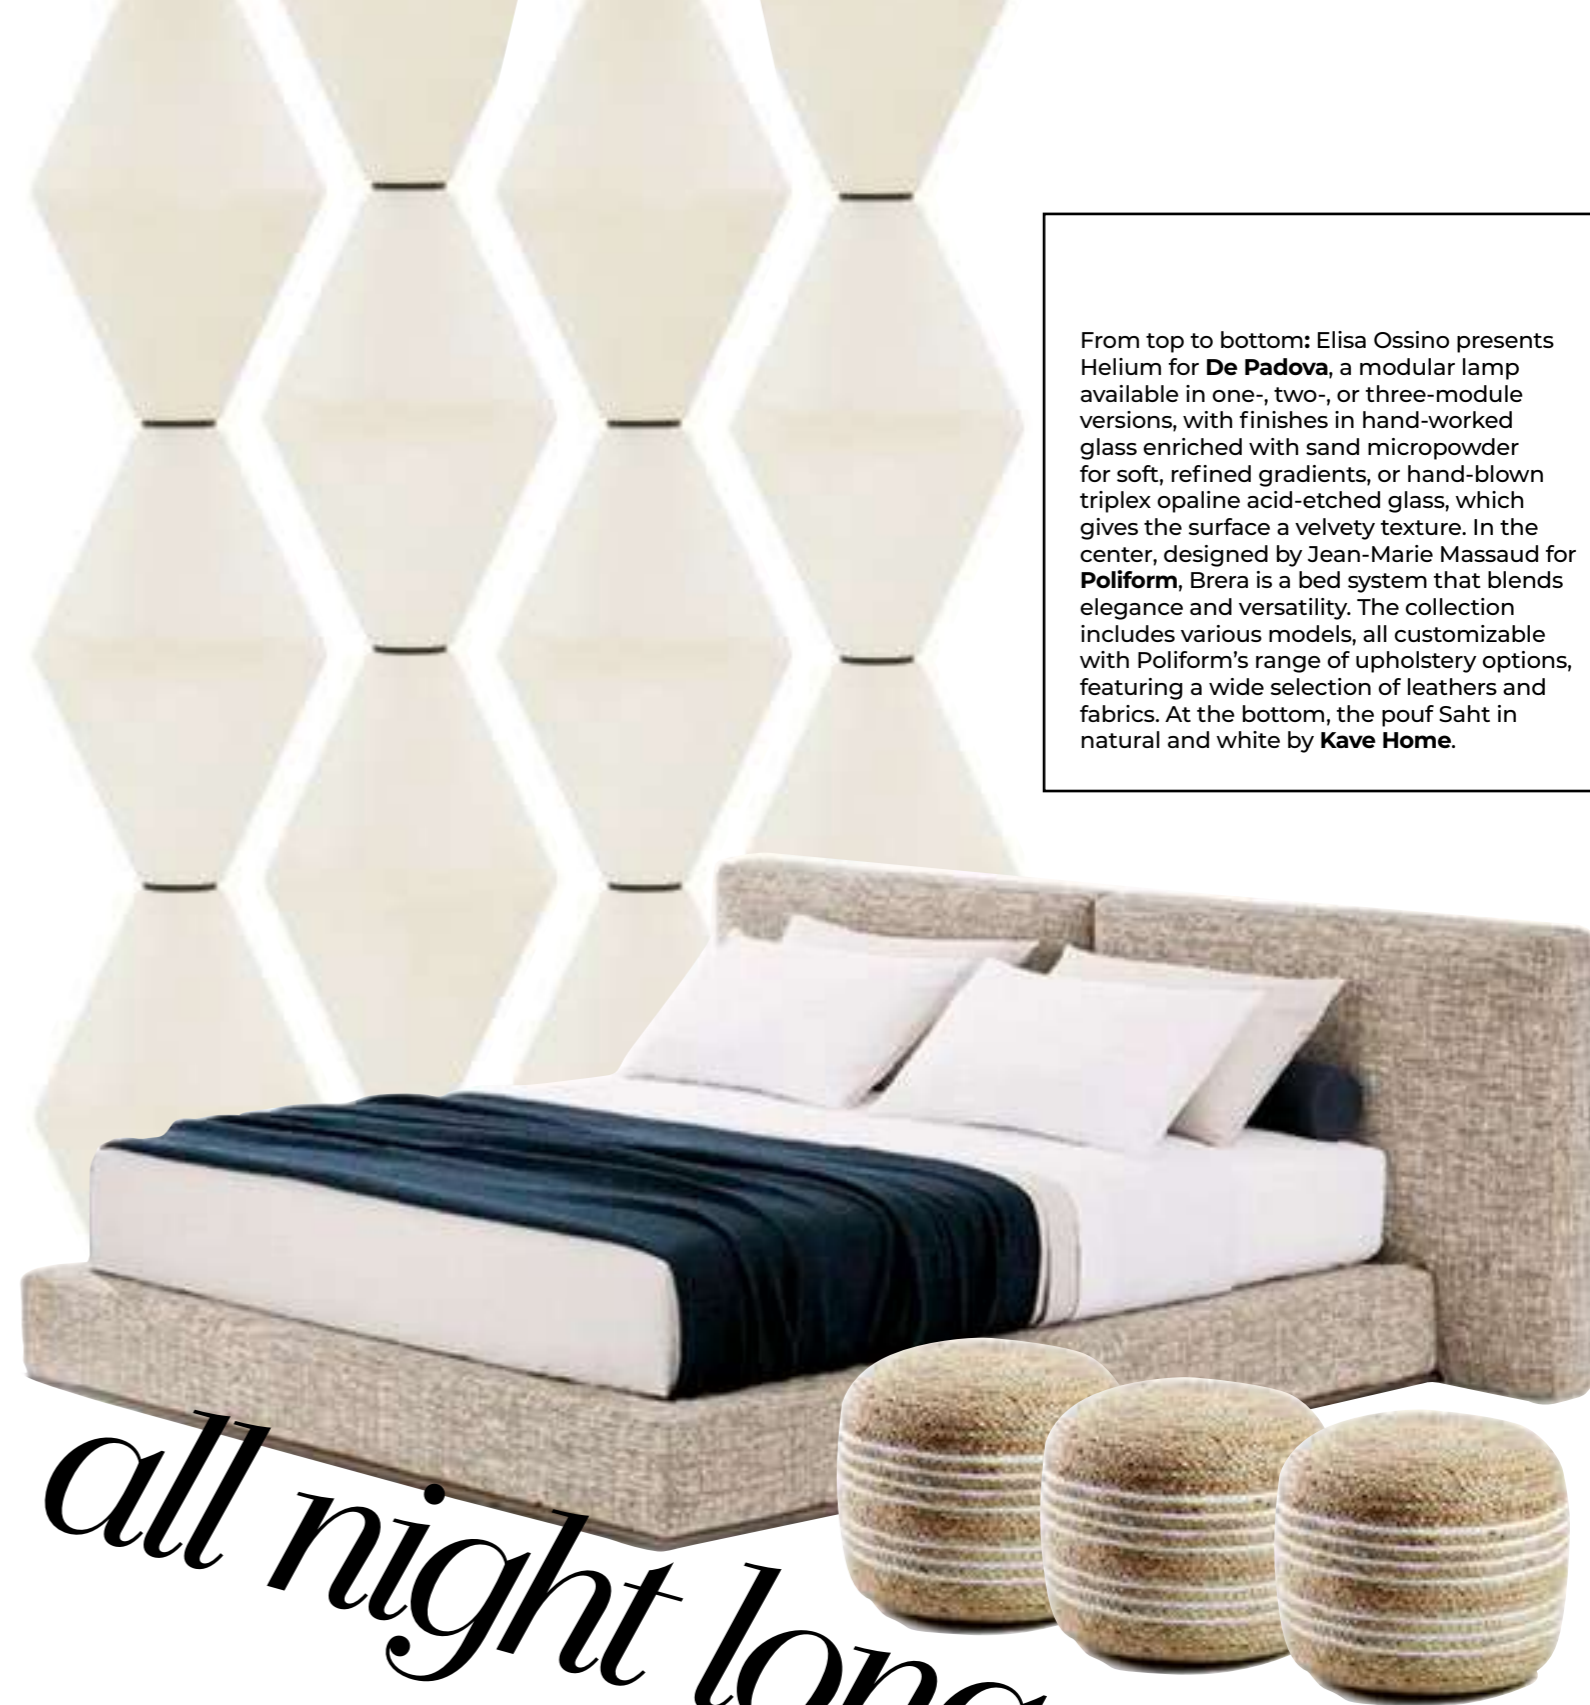 From top to bottom: Elisa Ossino presents
Helium for De Padova, a modular lamp
available in one-, two-, or three-module
versions, with finishes in hand-worked
glass enriched with sand micropowder
for soft, refined gradients, or hand-blown
triplex opaline acid-etched glass, which
gives the surface a velvety texture. In the
center, designed by Jean-Marie Massaud for
Poliform, Brera is a bed system that blends
elegance and versatility. The collection
includes various models, all customizable
with Poliform’s range of upholstery options,
featuring a wide selection of leathers and
fabrics. At the bottom, the pouf Saht in
natural and white by Kave Home.
all night long